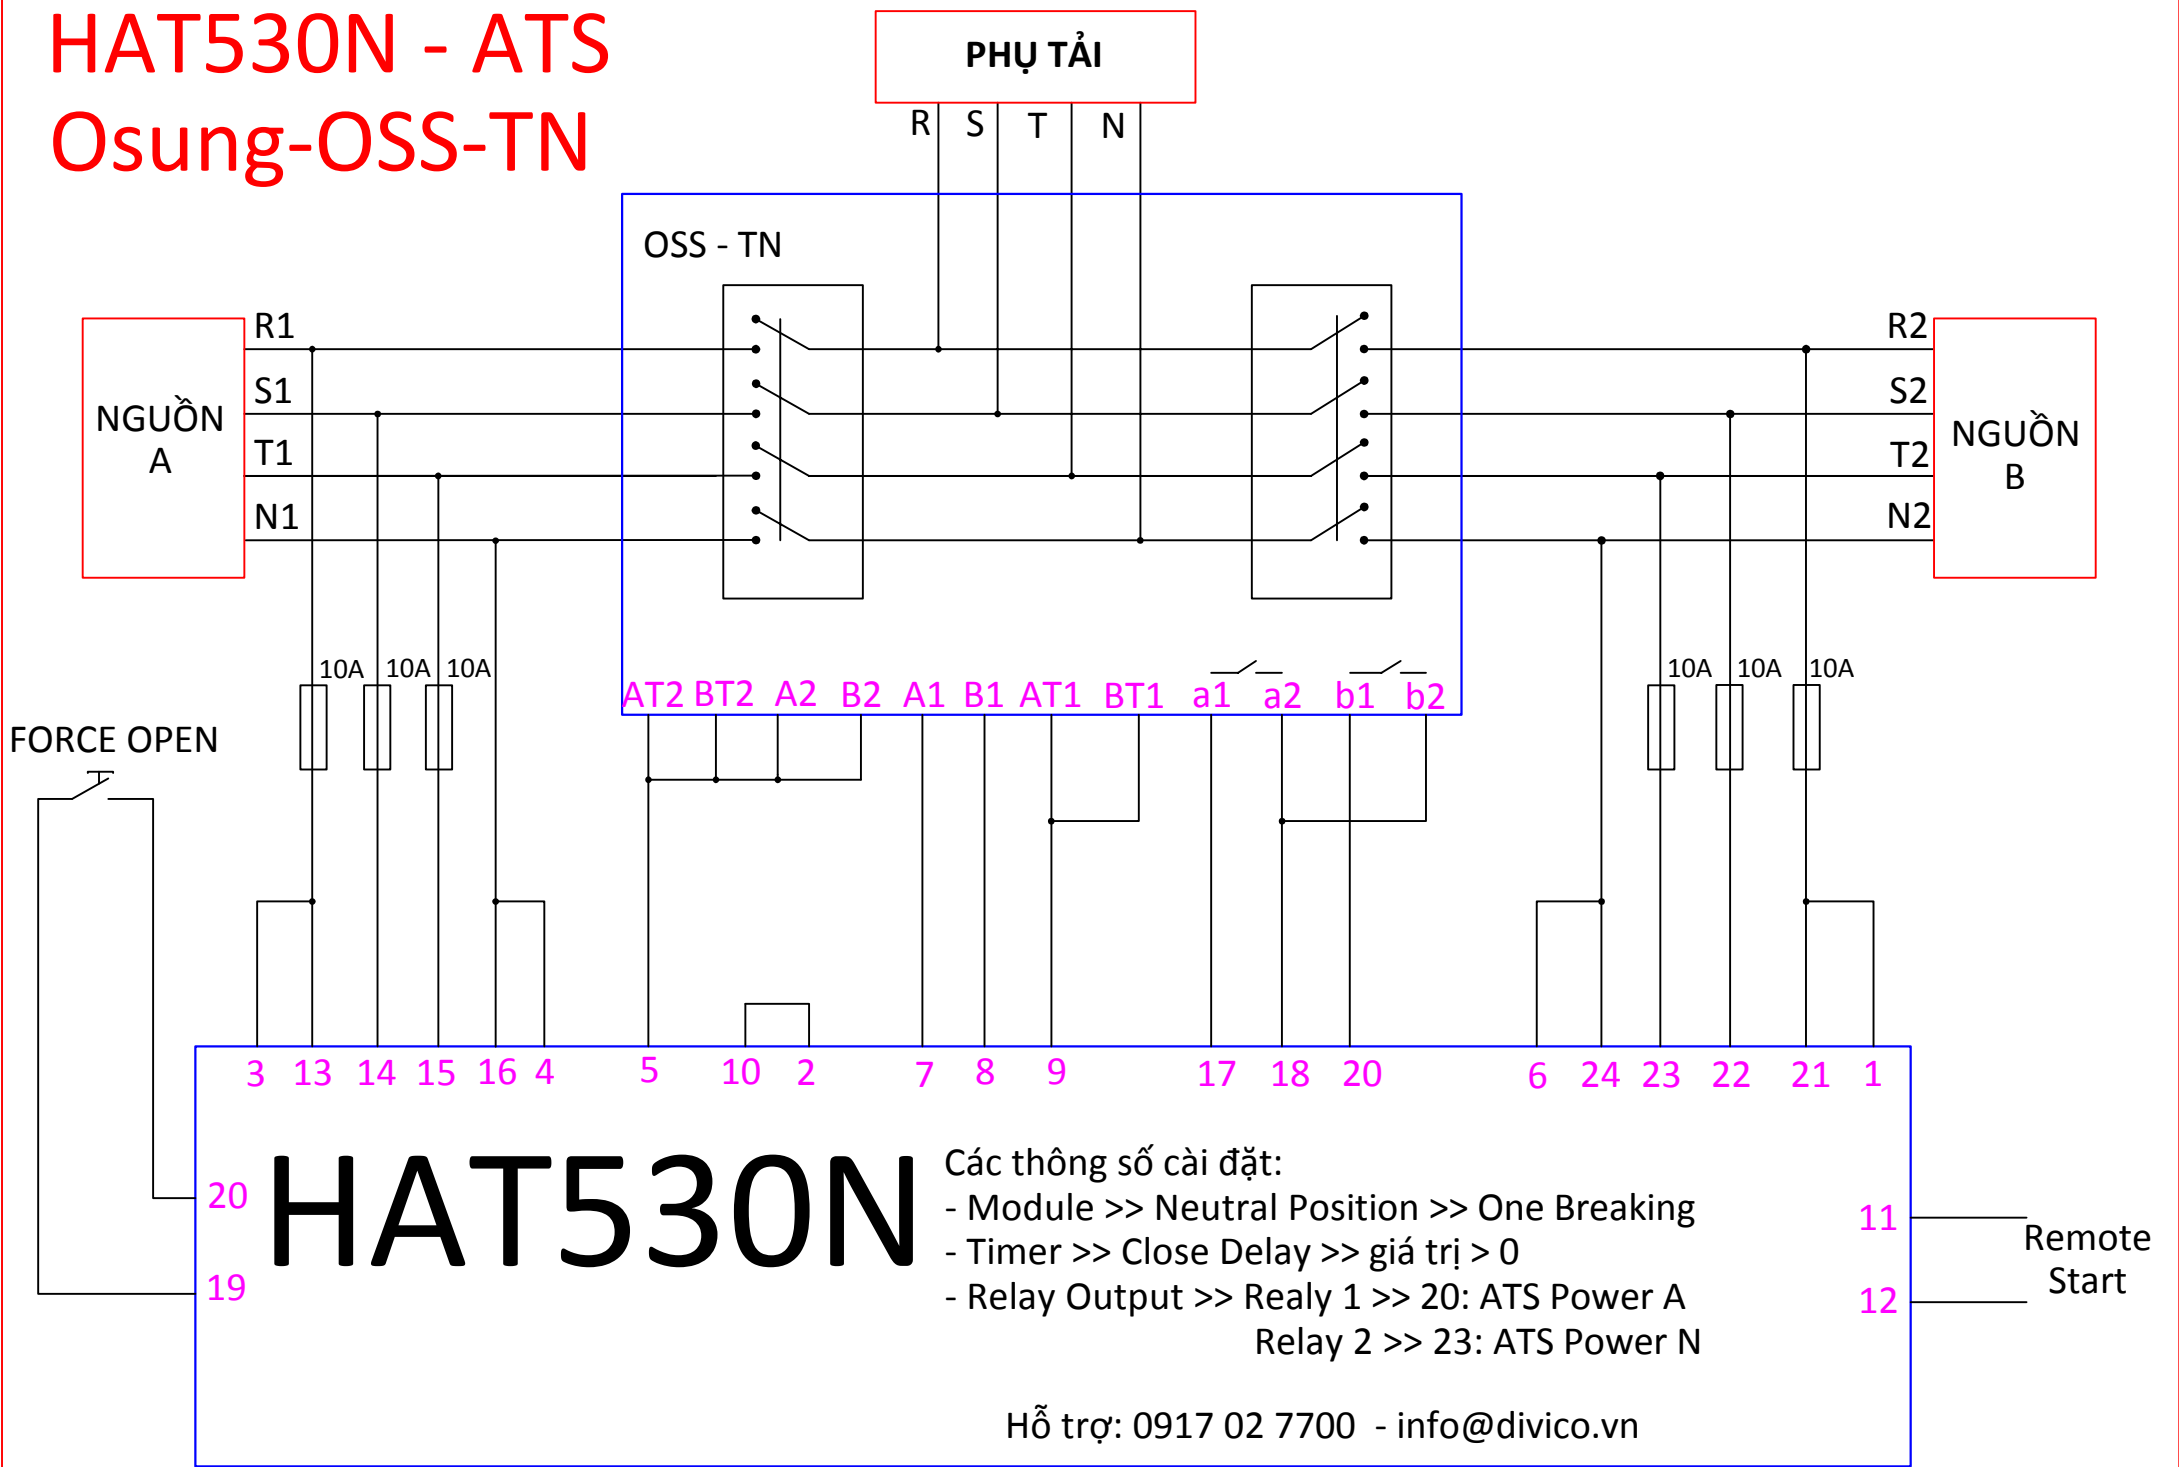 HAT530N - ATS
Osung-OSS-TN
PHỤ TẢI
R S T N
OSS - TN
R1
S1
T1
N1
NGUỒN
A
R2
S2
T2
N2
NGUỒN
B
10A 10A 10A
10A 10A 10A
AT2 BT2 A2 B2 A1 B1 AT1 BT1 a1 a2 b1 b2
FORCE OPEN
3 13 14 15 16 4 5 10 2 7 8 9 17 18 20 6 24 23 22 21 1
20
19
HAT530N
Các thông số cài đặt:
- Module >> Neutral Position >> One Breaking
- Timer >> Close Delay >> giá trị > 0
- Relay Output >> Realy 1 >> 20: ATS Power A
Relay 2 >> 23: ATS Power N
11
12
Remote
Start
Hỗ trợ: 0917 02 7700 - info@divico.vn